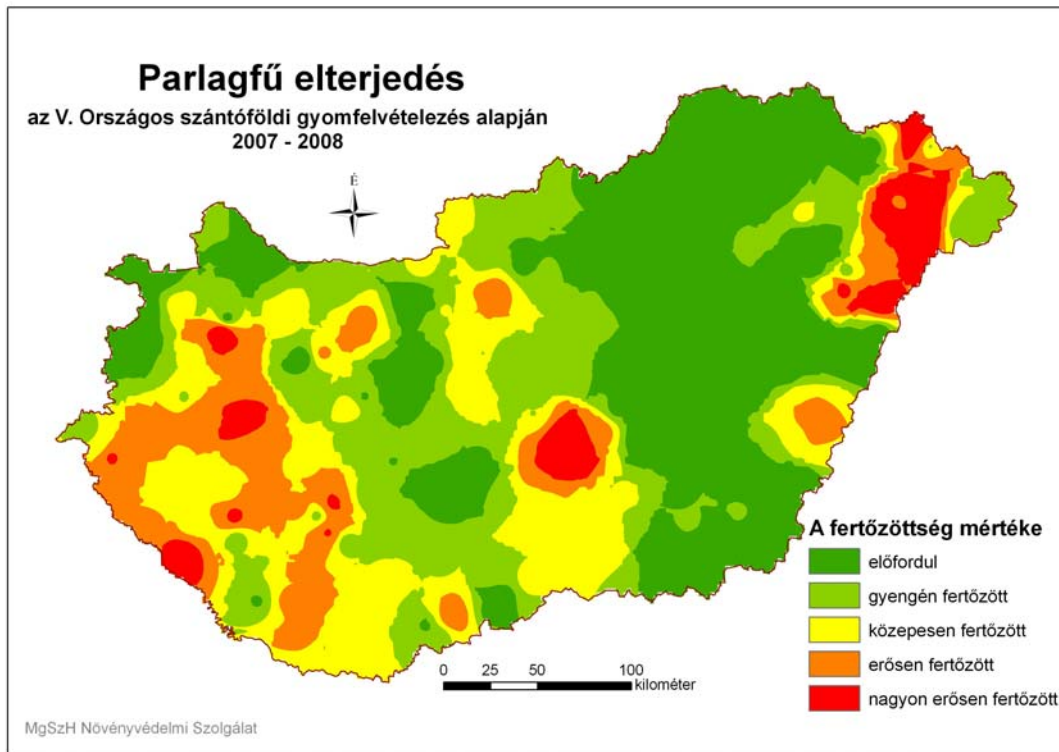 Parlagfű elterjedés
az V. Országos szántóföldi gyomfelvételezés alapján
2007 - 2008
É
A fertőzöttség mértéke
előfordul
gyengén fertőzött
közepesen fertőzött
erősen fertőzött
nagyon erősen fertőzött
0 25 50 100
kilométer
MgSzH Növényvédelmi Szolgálat